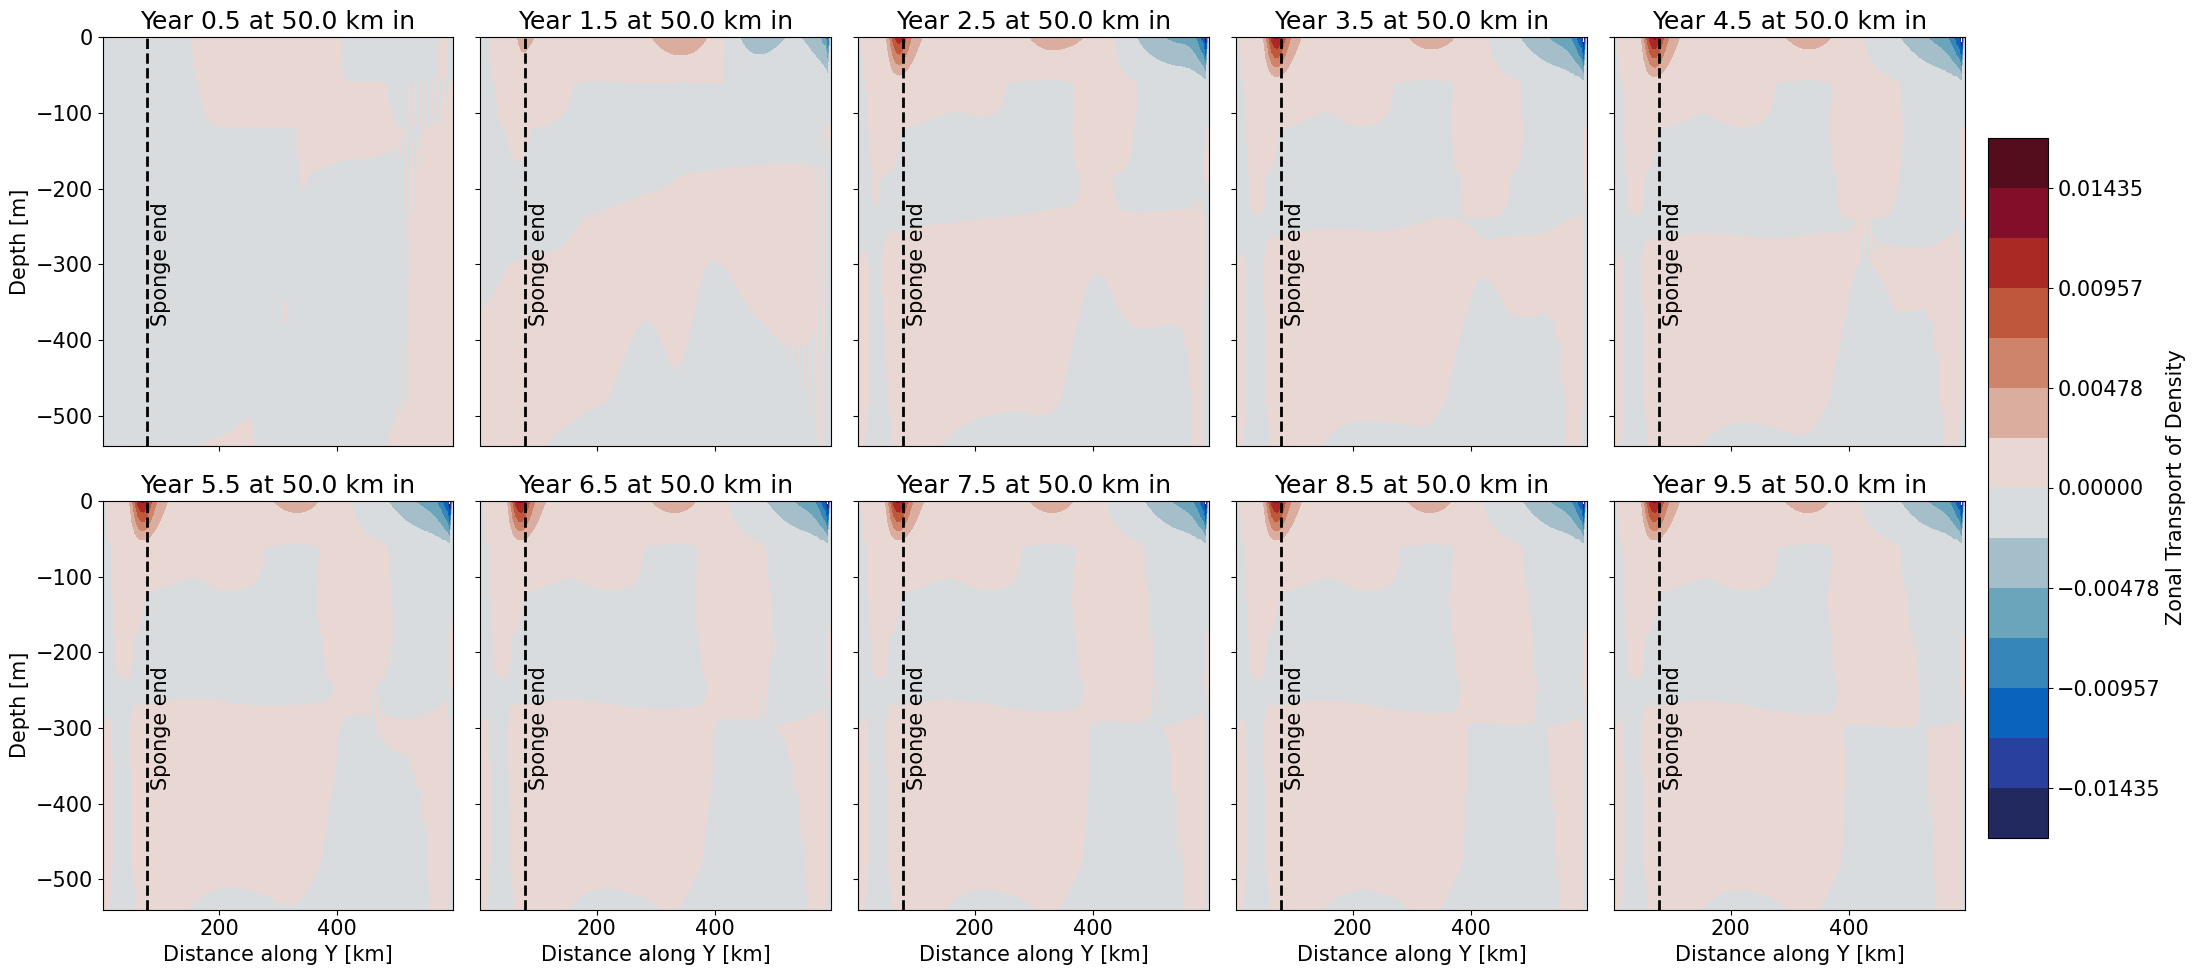 Year 0.5 at 50.0 km in
Year 1.5 at 50.0 km in
Year 2.5 at 50.0 km in
Year 3.5 at 50.0 km in
Year 4.5 at 50.0 km in
0
−100
−200
−300
−400
−500
Depth [m]
Sponge end
Sponge end
Sponge end
Sponge end
Sponge end
Year 5.5 at 50.0 km in
Year 6.5 at 50.0 km in
Year 7.5 at 50.0 km in
Year 8.5 at 50.0 km in
Year 9.5 at 50.0 km in
0
−100
−200
−300
−400
−500
Depth [m]
Sponge end
Sponge end
Sponge end
Sponge end
Sponge end
200 400
200 400
200 400
200 400
200 400
Distance along Y [km]
Distance along Y [km]
Distance along Y [km]
Distance along Y [km]
Distance along Y [km]
0.01435
0.00957
0.00478
0.00000
−0.00478
−0.00957
−0.01435
Zonal Transport of Density